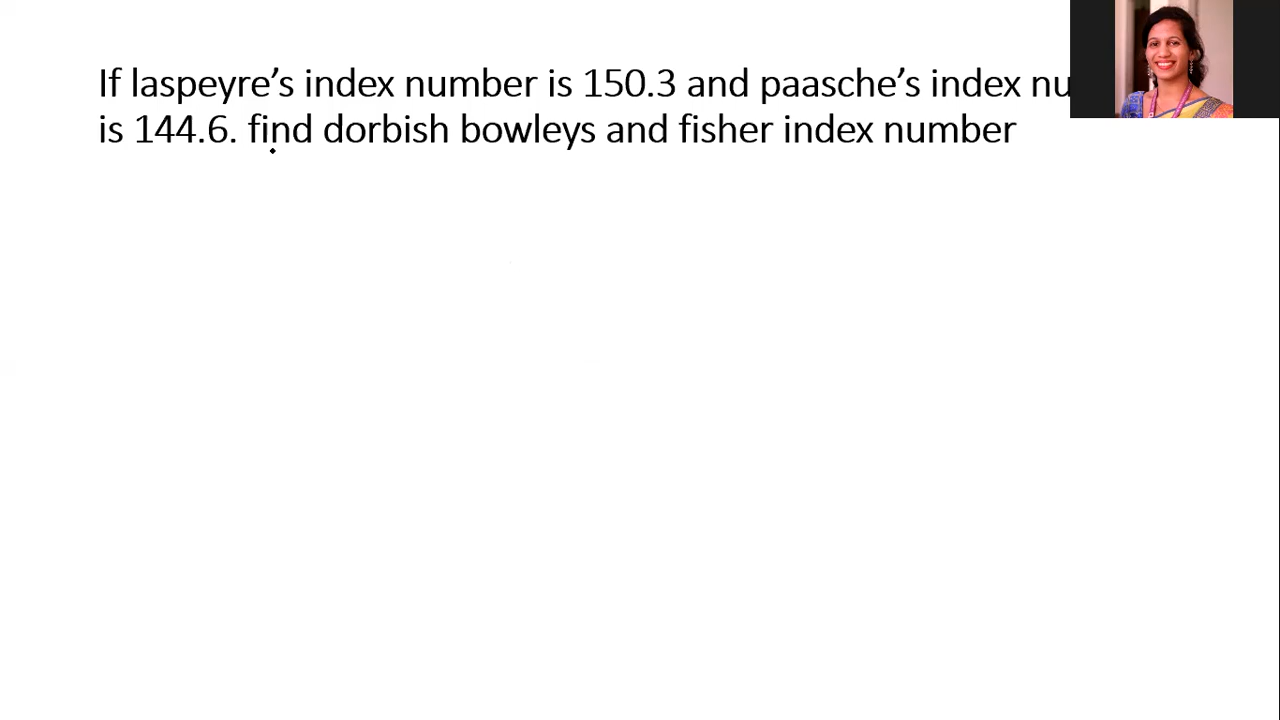 If laspeyre’s index number is 150.3 and paasche’s index
is 144.6. find dorbish bowleys and fisher index number